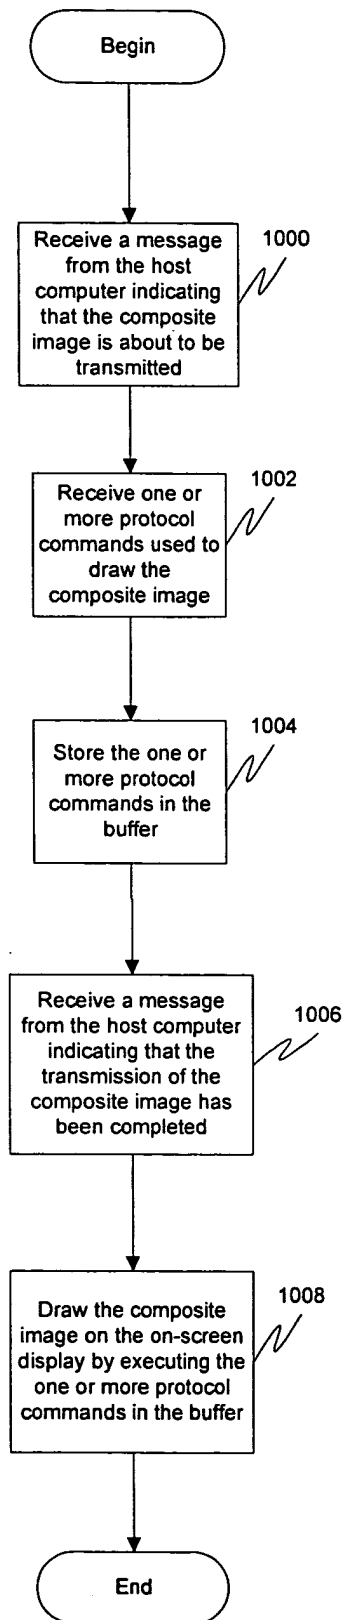 Begin
Receive a message
from the host
computer indicating
that the composite
image is about to be
transmitted
1000
Receive one or
more protocol
commands used to
draw the
composite image
1002
Store the one or
more protocol
commands in the
buffer
1004
Receive a message
from the host computer
indicating that the
transmission of the
composite image has
been completed
1006
Draw the composite
image on the on-screen
display by executing the
one or more protocol
commands in the buffer
1008
End